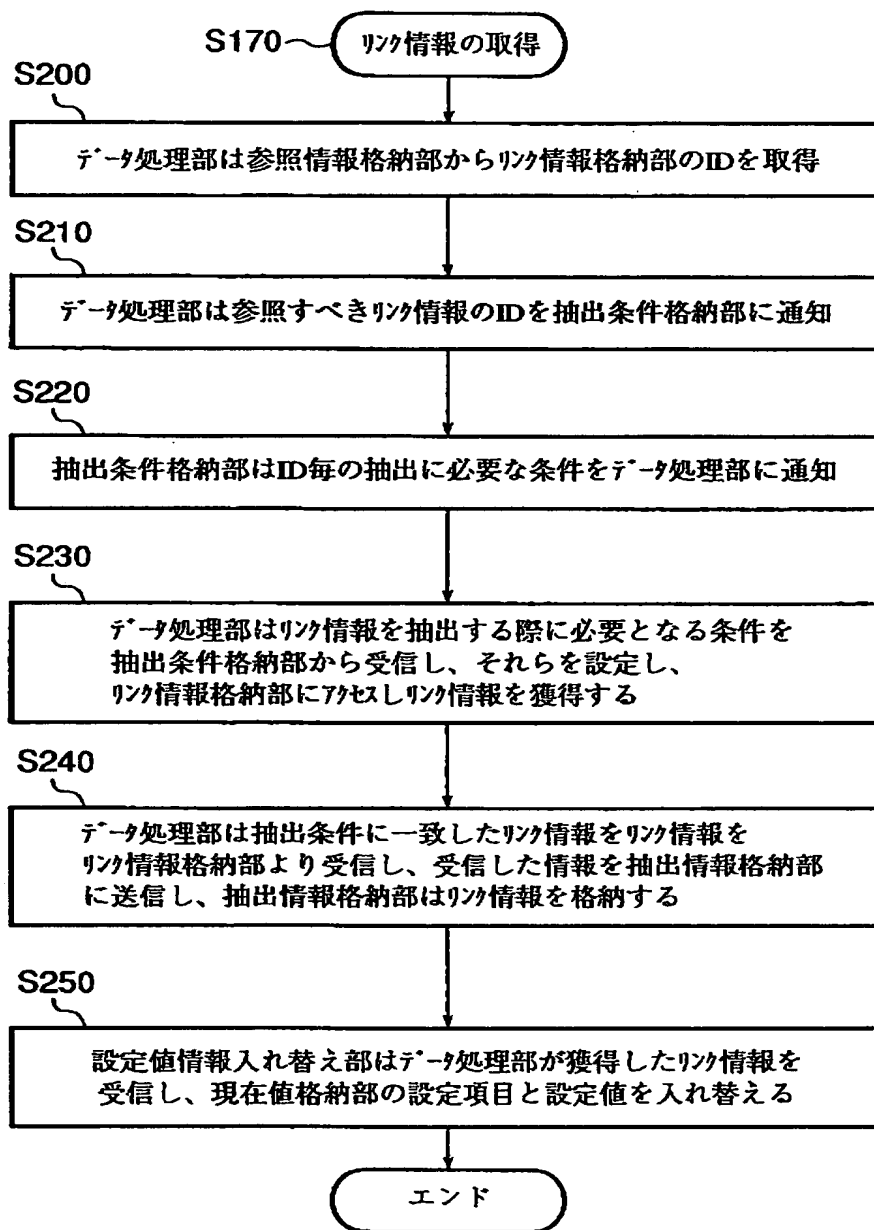 S170
リンク情報の取得
S200
データ処理部は参照情報格納部からリンク情報格納部のIDを取得
S210
データ処理部は参照すべきリンク情報のIDを抽出条件格納部に通知
S220
抽出条件格納部はID毎の抽出に必要な条件をデータ処理部に通知
S230
データ処理部はリンク情報を抽出する際に必要となる条件を
抽出条件格納部から受信し、それらを設定し、
リンク情報格納部にアクセスしリンク情報を獲得する
S240
データ処理部は抽出条件に一致したリンク情報をリンク情報を
リンク情報格納部より受信し、受信した情報を抽出情報格納部
に送信し、抽出情報格納部はリンク情報を格納する
S250
設定値情報入れ替え部はデータ処理部が獲得したリンク情報を
受信し、現在値格納部の設定項目と設定値を入れ替える
エンド